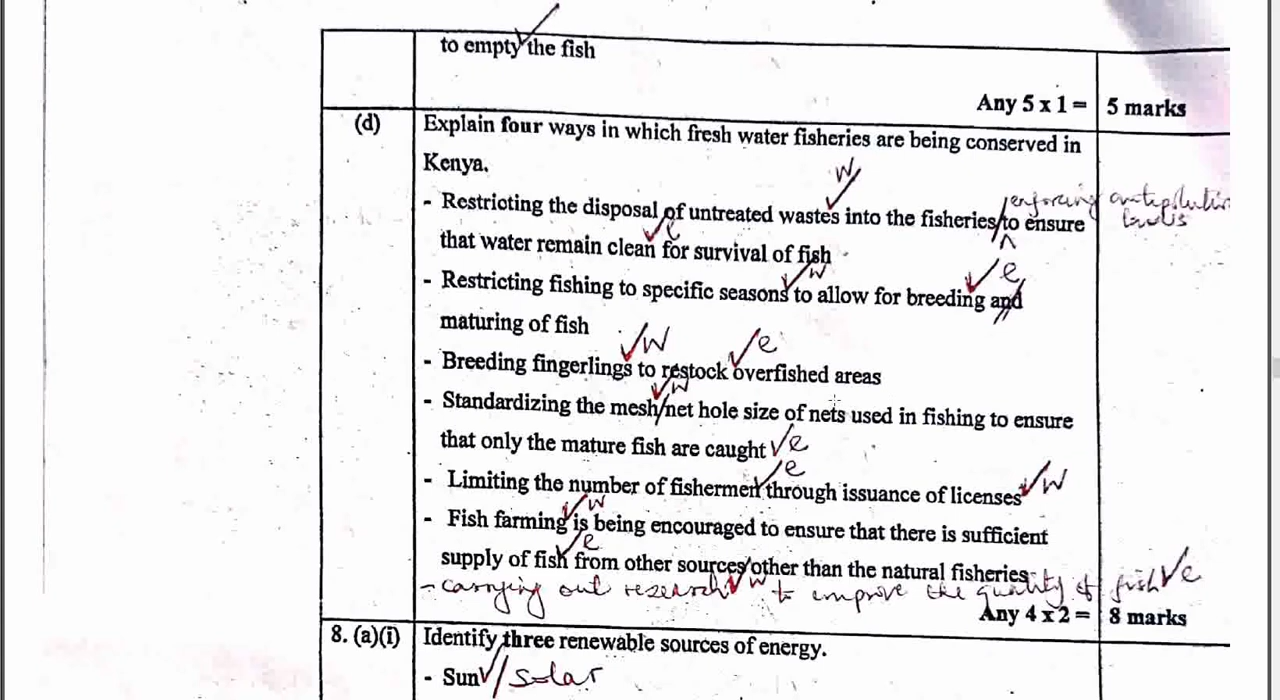 to empty the fish
Any 5 x 1 = 5 marks
(d) Explain four ways in which fresh water fisheries are being conserved in
Kenya.
w
- Restricting the disposal of untreated wastes into the fisheries/to ensure
enforcing antipollution
laws
e
that water remain clean for survival of fish
w e
- Restricting fishing to specific seasons to allow for breeding and
maturing of fish
w e
- Breeding fingerlings to restock overfished areas
w
- Standardizing the mesh/net hole size of nets used in fishing to ensure
that only the mature fish are caught e
e
- Limiting the number of fishermen through issuance of licenses w
w
- Fish farming is being encouraged to ensure that there is sufficient
e
supply of fish from other sources/other than the natural fisheries
- carrying out research w to improve the quality of fish e
Any 4 x 2 = 8 marks
8. (a)(i) Identify three renewable sources of energy.
- Sun / solar